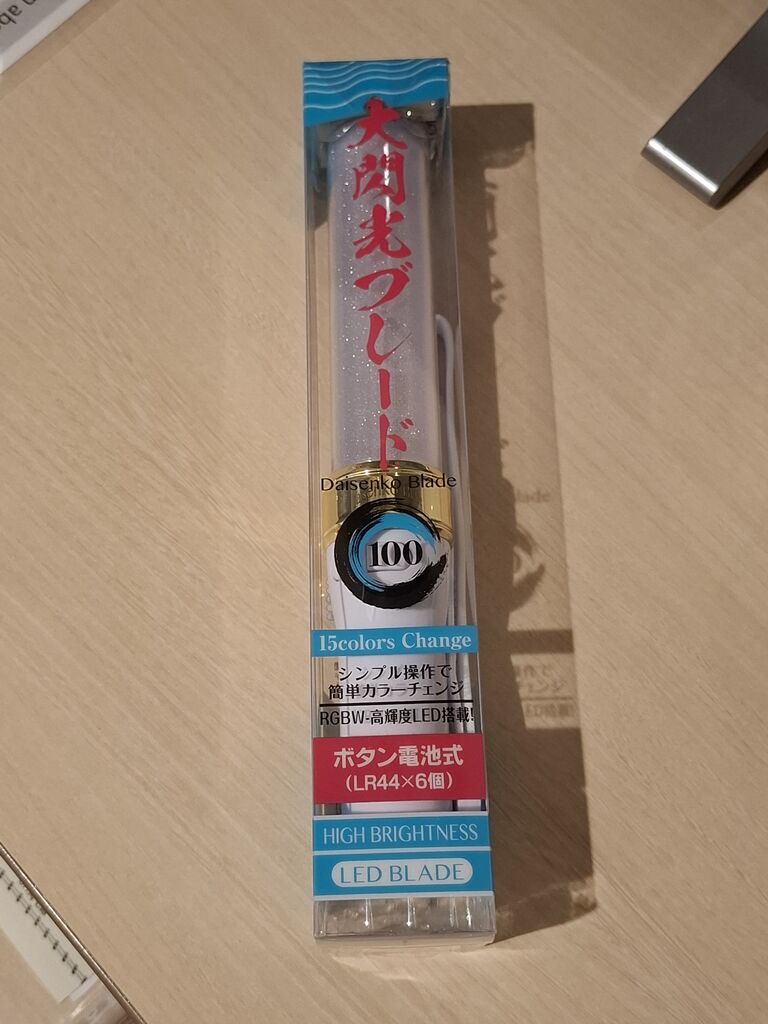 大閃光ブレード
Daisenko Blade
100
15colors Change
シンプル操作で
簡単カラーチェンジ
RGBW-高輝度LED搭載!
ボタン電池式
(LR44×6個)
HIGH BRIGHTNESS
LED BLADE